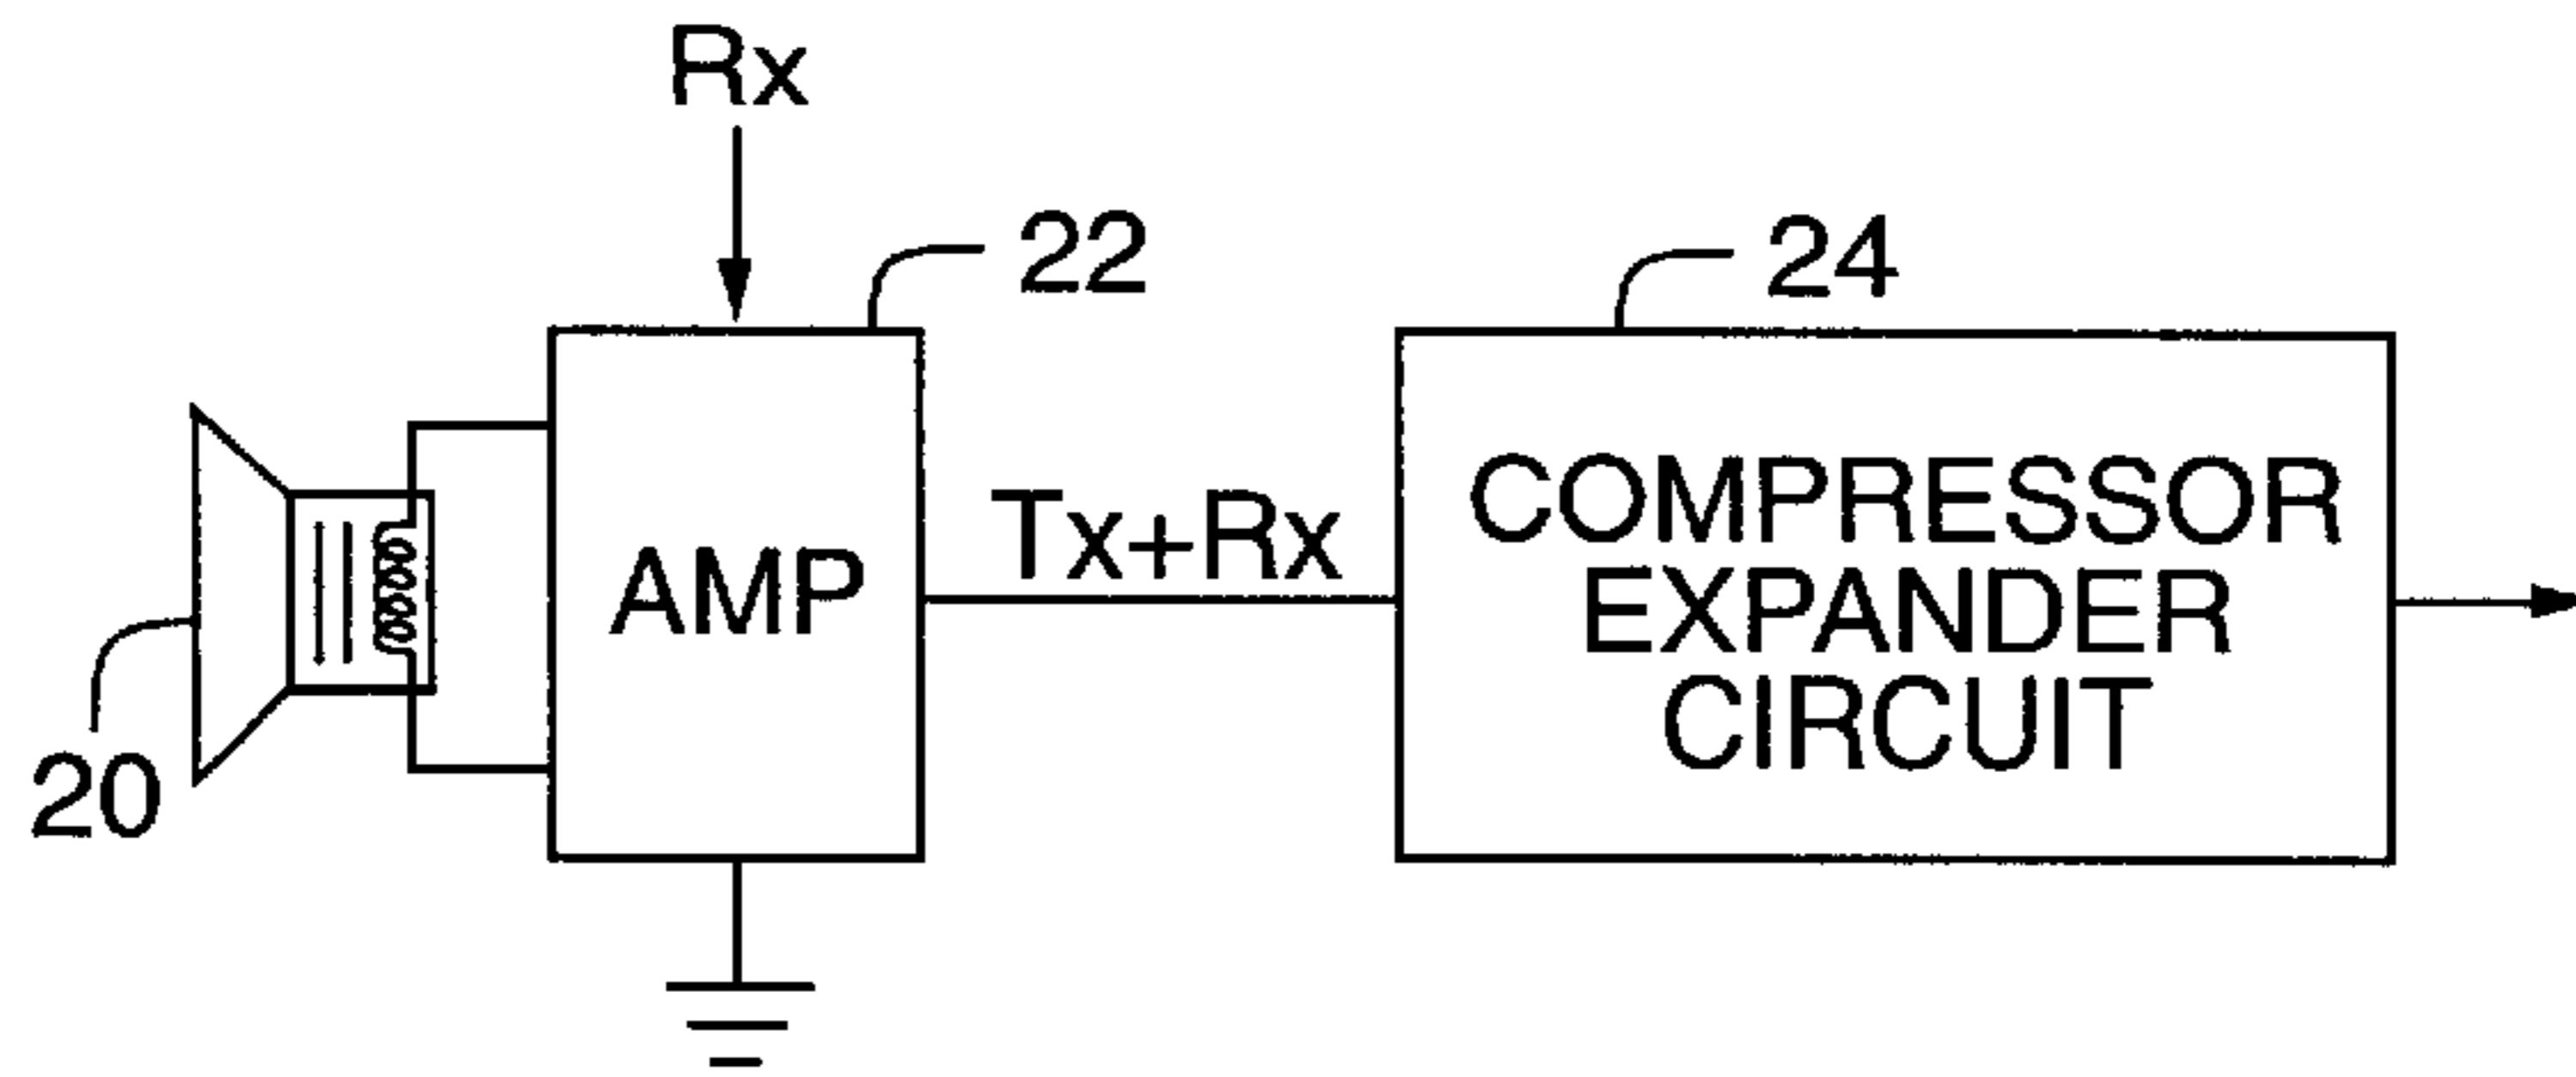 Rx
22
24
20
AMP
Tx+Rx
COMPRESSOR
EXPANDER
CIRCUIT